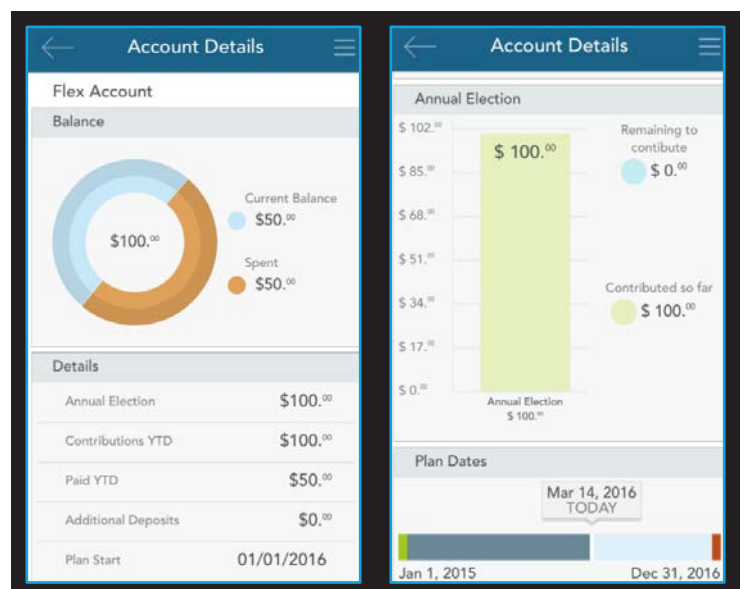 Account Details
Flex Account
Balance
$100.00
Current Balance
$50.00
Spent
$50.00
Details
Annual Election $100.00
Contributions YTD $100.00
Paid YTD $50.00
Additional Deposits $0.00
Plan Start 01/01/2016
Account Details
Annual Election
$ 102.00
$ 85.00
$ 68.00
$ 51.00
$ 34.00
$ 17.00
$ 0.00
$ 100.00
Annual Election
$ 100.00
Remaining to
contibute
$ 0.00
Contributed so far
$ 100.00
Plan Dates
Mar 14, 2016
TODAY
Jan 1, 2015 Dec 31, 2016